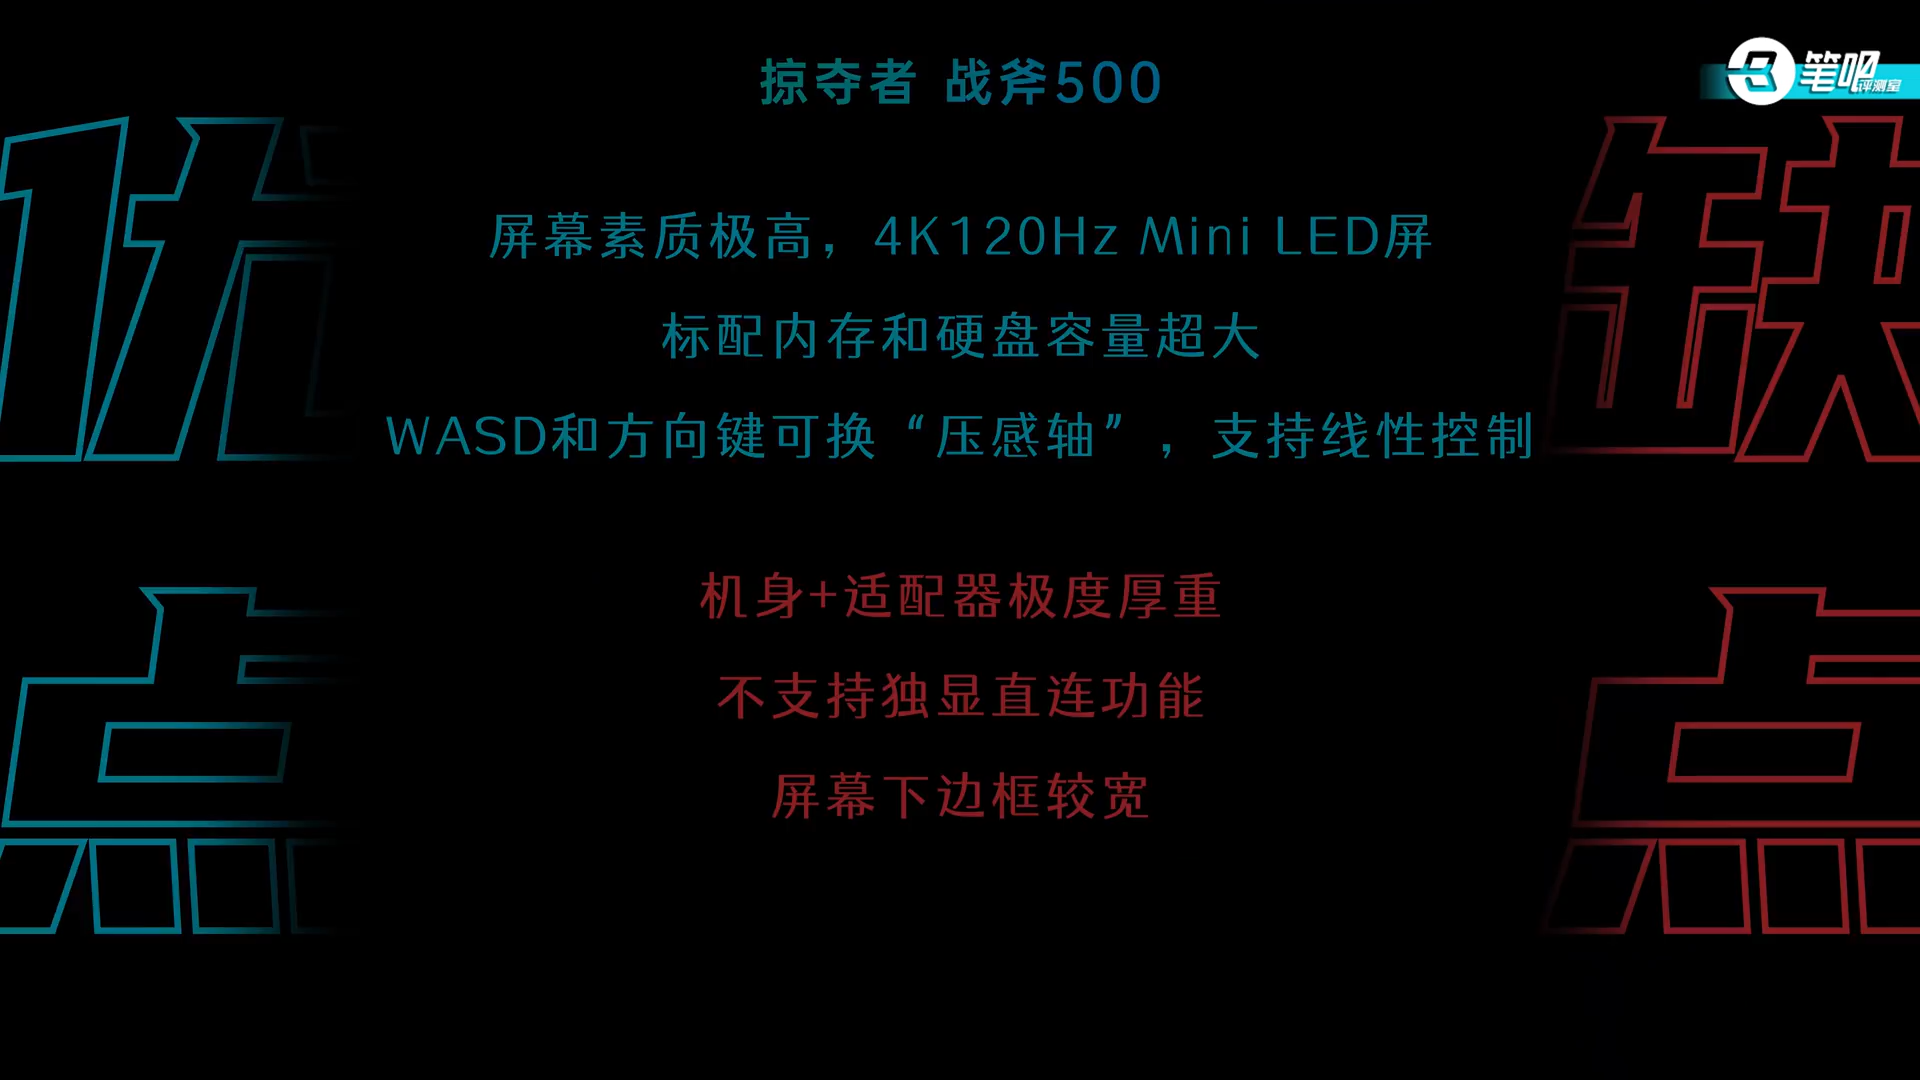 掠夺者 战斧500
笔吧评测室
优点
缺点
屏幕素质极高，4K120Hz Mini LED屏
标配内存和硬盘容量超大
WASD和方向键可换“压感轴”，支持线性控制
机身+适配器极度厚重
不支持独显直连功能
屏幕下边框较宽